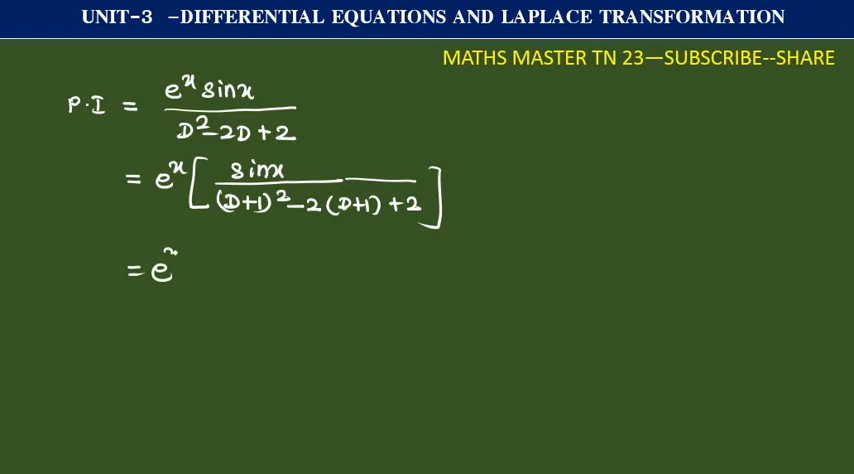 UNIT-3 -DIFFERENTIAL EQUATIONS AND LAPLACE TRANSFORMATION
MATHS MASTER TN 23—SUBSCRIBE--SHARE
P.I = e^x sinx / D^2-2D+2
= e^x [ sinx / (D+1)^2-2(D+1)+2 ]
= e^x